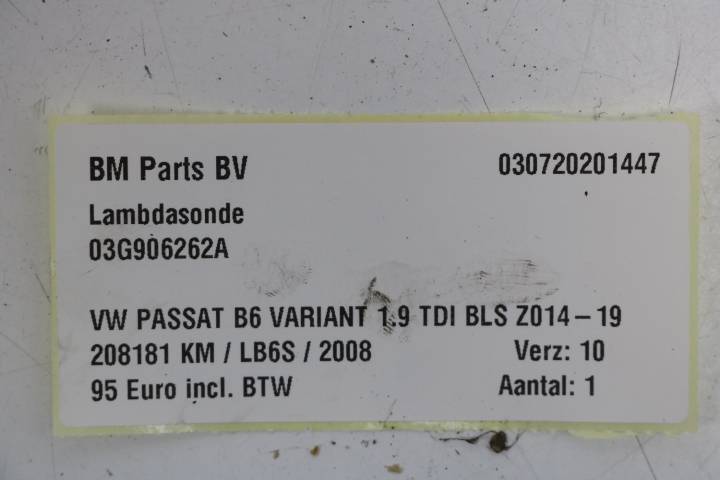 BM Parts BV 030720201447
Lambdasonde
03G906262A
VW PASSAT B6 VARIANT 1.9 TDI BLS Z014-19
208181 KM / LB6S / 2008 Verz: 10
95 Euro incl. BTW Aantal: 1